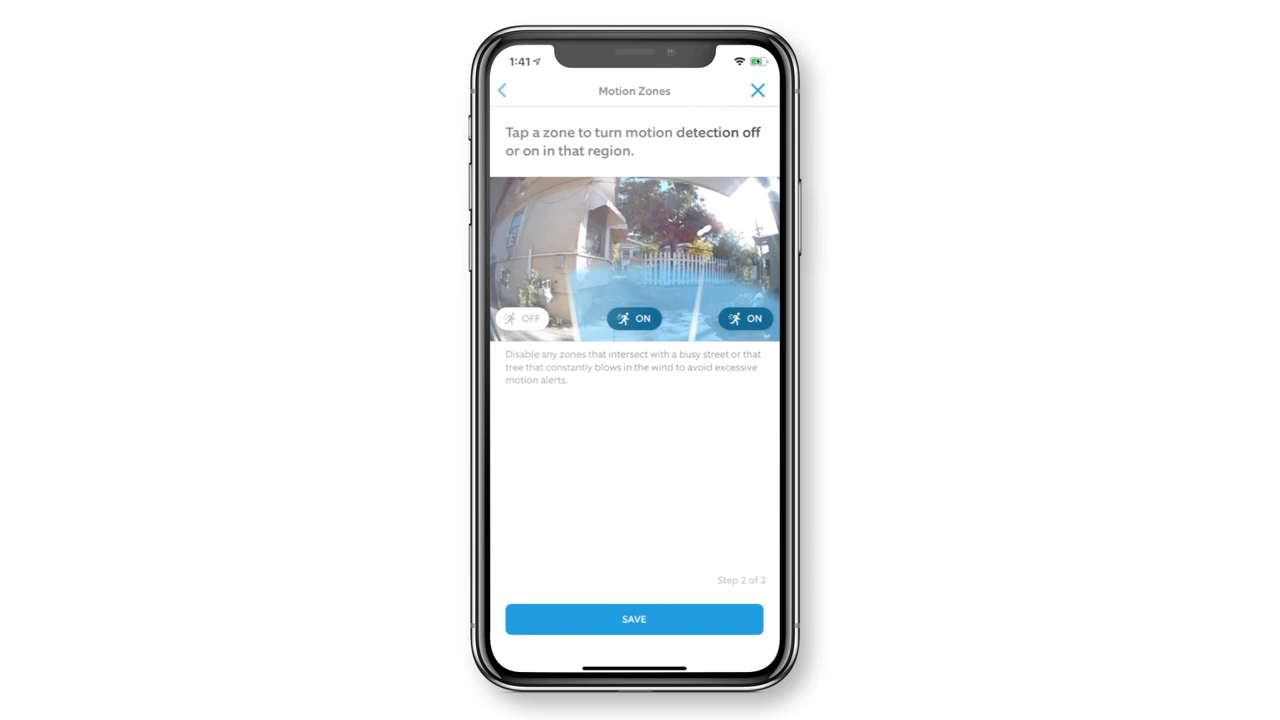 1:41
Motion Zones
Tap a zone to turn motion detection off
or on in that region.
OFF
ON
ON
Disable any zones that intersect with a busy street or that
tree that constantly blows in the wind to avoid excessive
motion alerts.
Step 2 of 2
SAVE